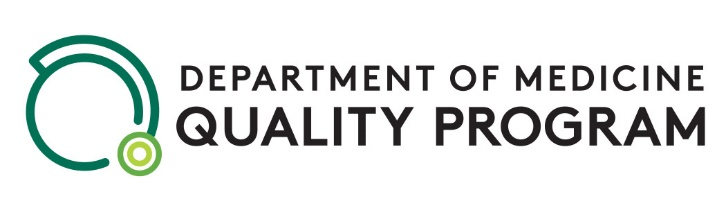 DEPARTMENT OF MEDICINE
QUALITY PROGRAM